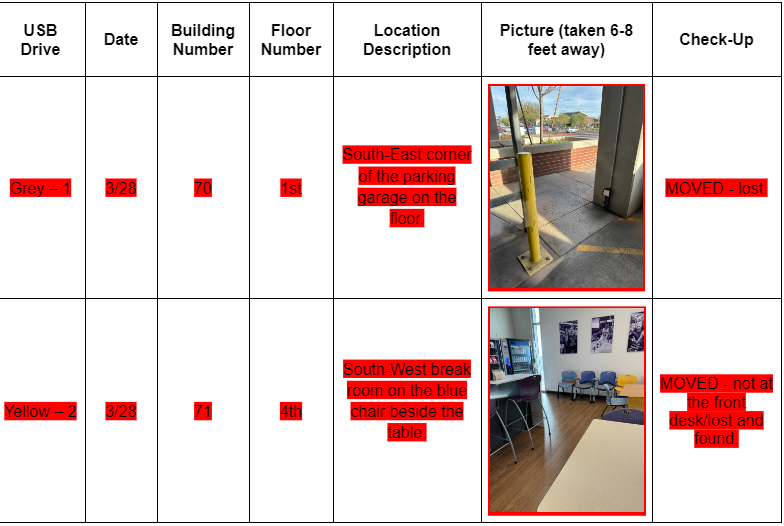 USB Drive
Date
Building Number
Floor Number
Location Description
Picture (taken 6-8 feet away)
Check-Up
Grey – 1
3/28
70
1st
South-East corner
of the parking
garage on the
floor.
MOVED - lost.
Yellow – 2
3/28
71
4th
South-West break
room on the blue
chair beside the
table.
MOVED - not at
the front
desk/lost and
found.